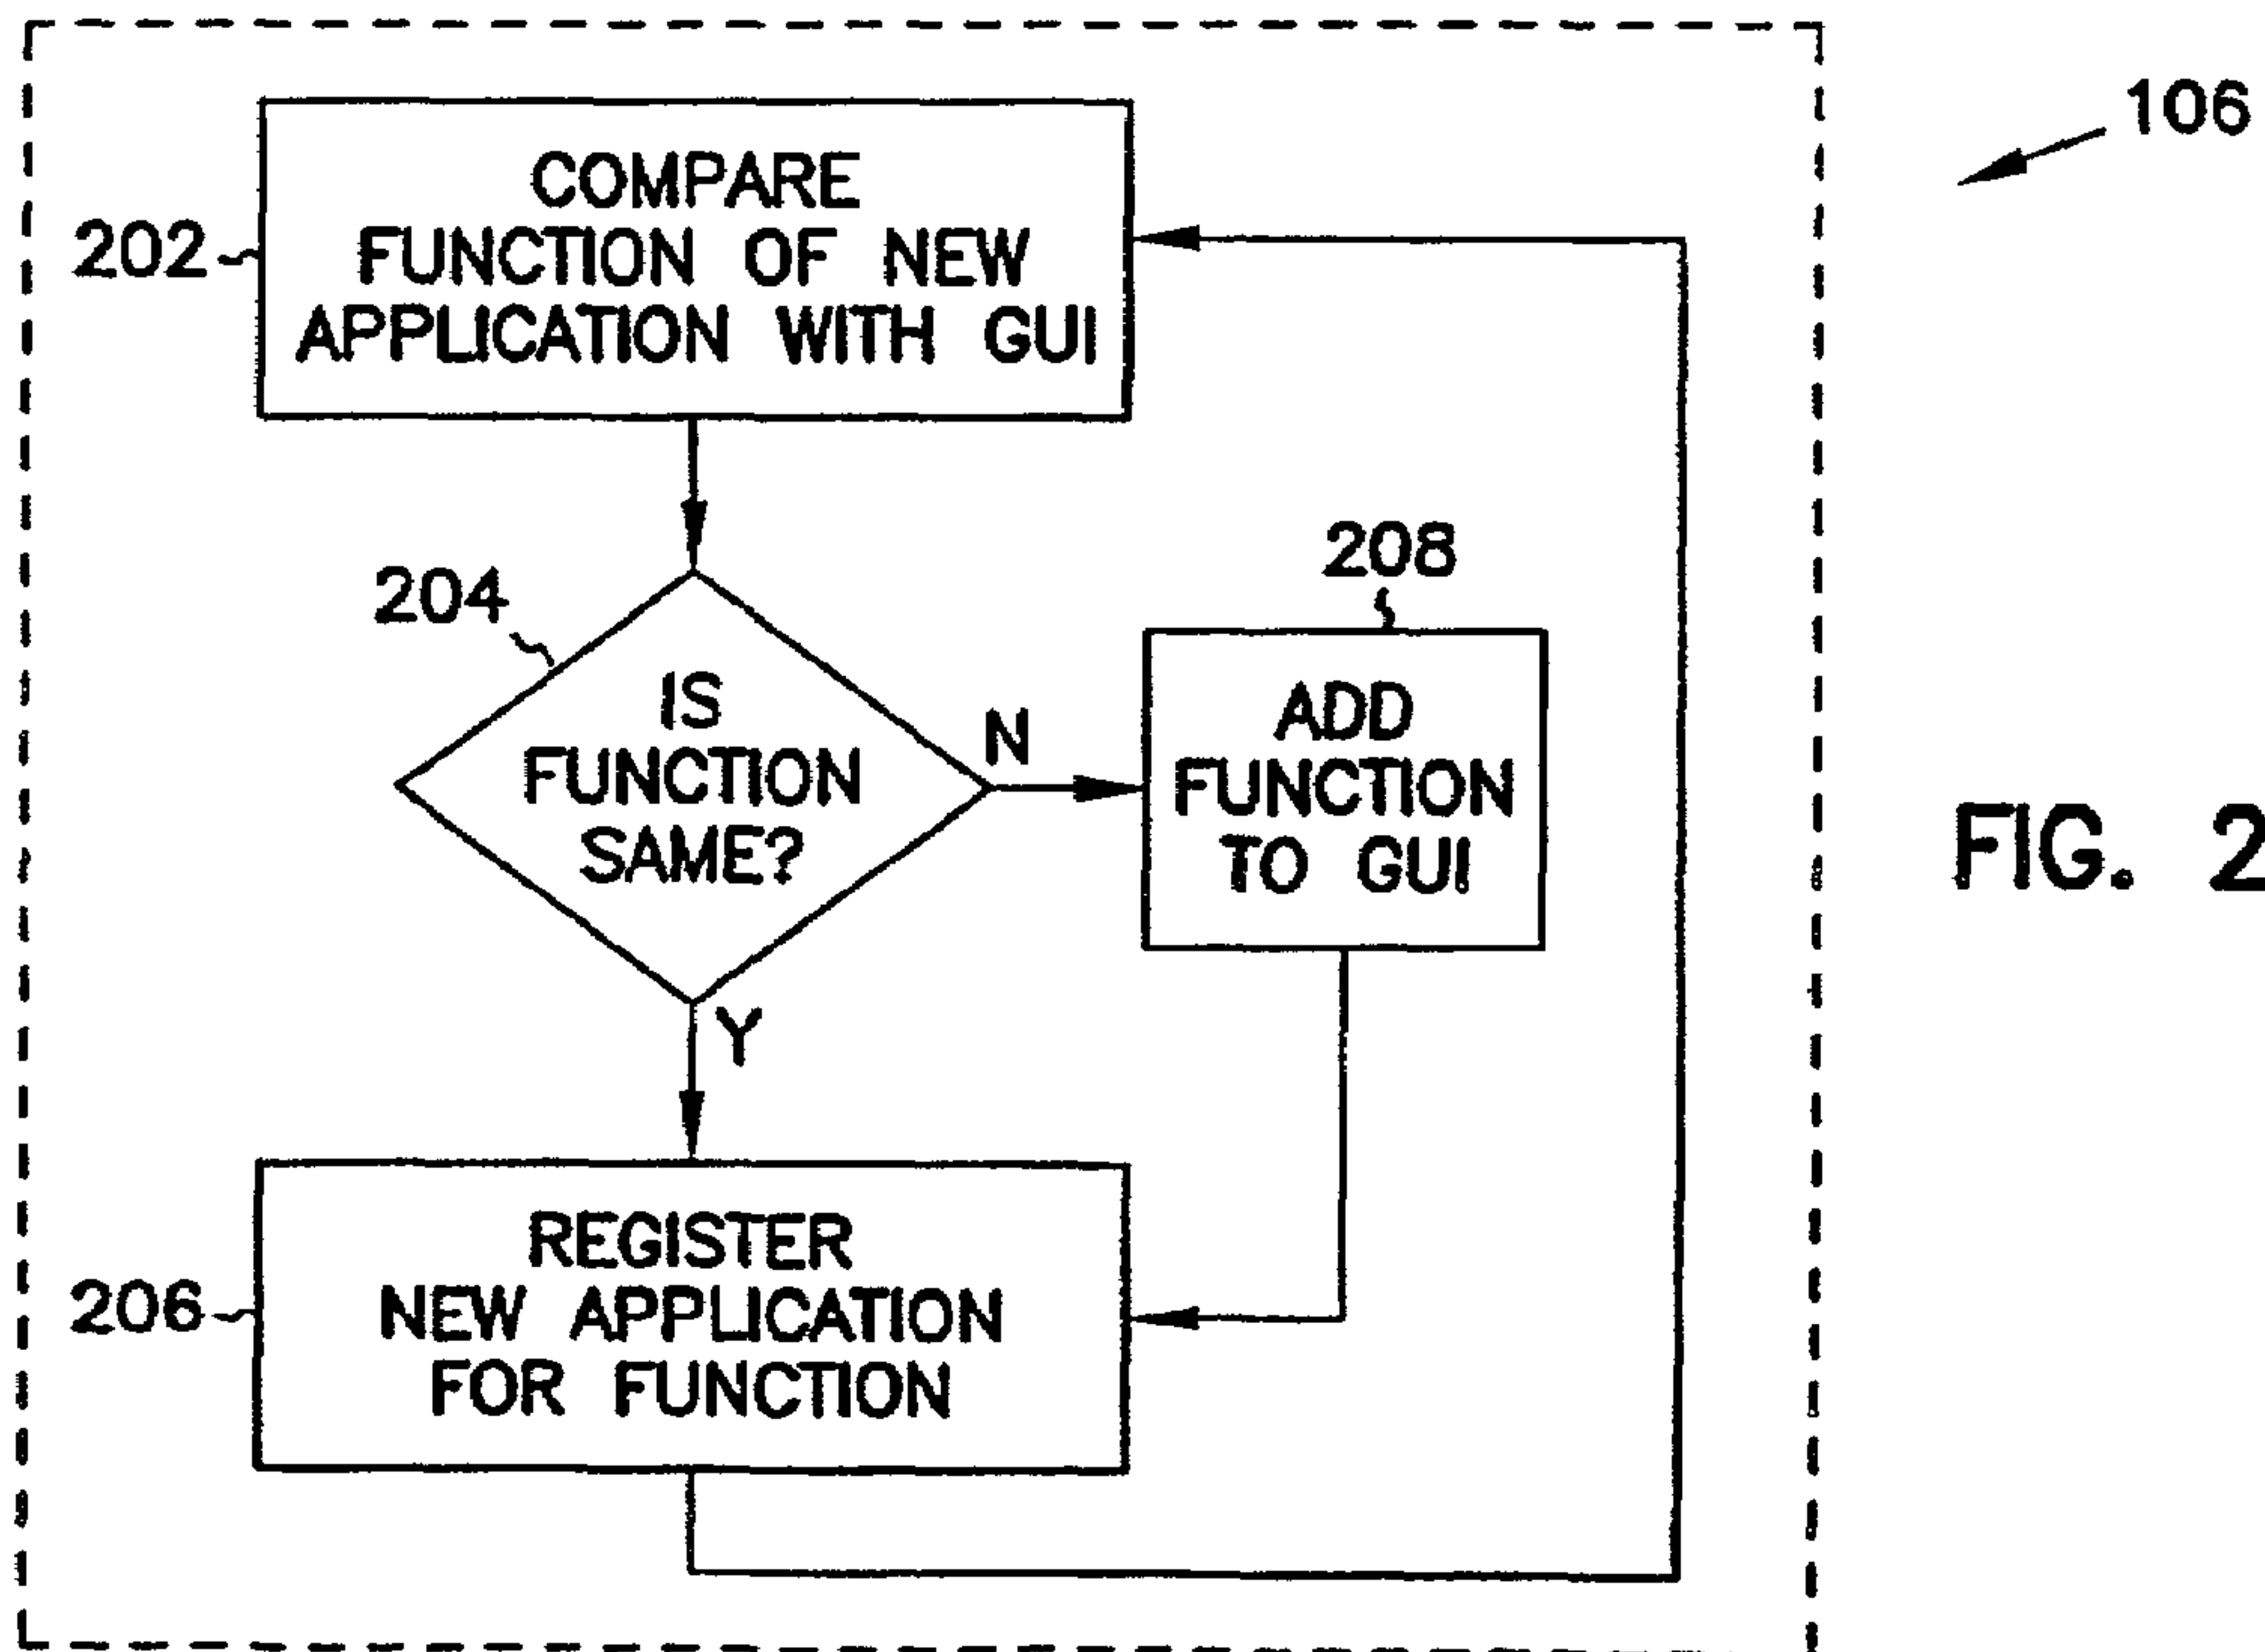 106
COMPARE
FUNCTION OF NEW
APPLICATION WITH GUI
202
204
208
IS
FUNCTION
SAME?
N
ADD
FUNCTION
TO GUI
Y
FIG. 2
REGISTER
NEW APPLICATION
FOR FUNCTION
206